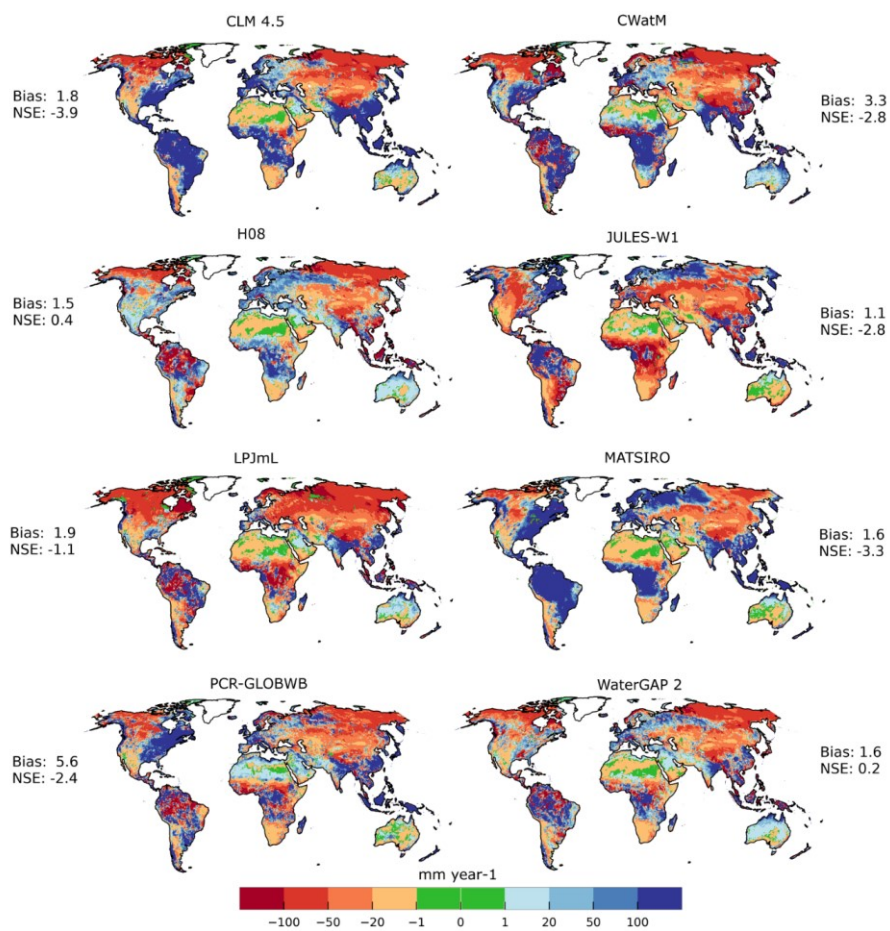 CLM 4.5
CWatM
Bias: 1.8
NSE: -3.9
Bias: 3.3
NSE: -2.8
H08
JULES-W1
Bias: 1.5
NSE: 0.4
Bias: 1.1
NSE: -2.8
LPJmL
MATSIRO
Bias: 1.9
NSE: -1.1
Bias: 1.6
NSE: -3.3
PCR-GLOBWB
WaterGAP 2
Bias: 5.6
NSE: -2.4
Bias: 1.6
NSE: 0.2
mm year-1
−100 −50 −20 −1 0 1 20 50 100